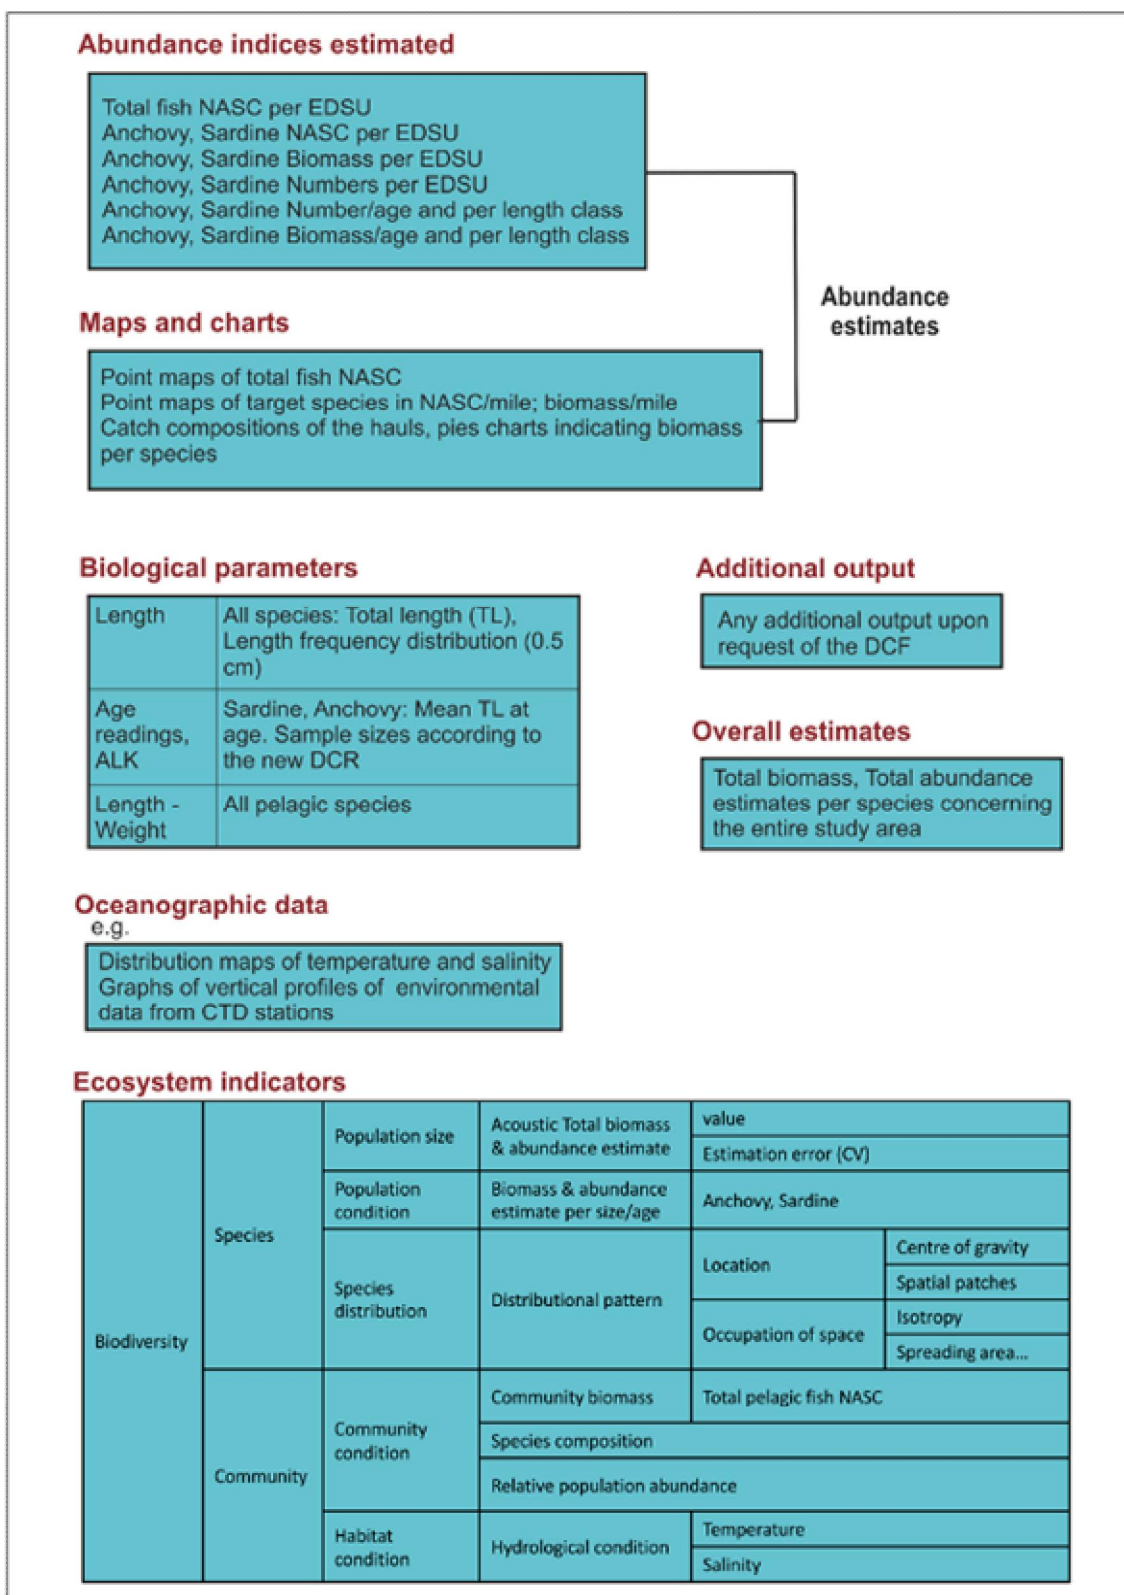 Abundance indices estimated
Total fish NASC per EDSU
Anchovy, Sardine NASC per EDSU
Anchovy, Sardine Biomass per EDSU
Anchovy, Sardine Numbers per EDSU
Anchovy, Sardine Number/age and per length class
Anchovy, Sardine Biomass/age and per length class
Abundance
estimates
Maps and charts
Point maps of total fish NASC
Point maps of target species in NASC/mile; biomass/mile
Catch compositions of the hauls, pies charts indicating biomass
per species
Biological parameters
Length
All species: Total length (TL),
Length frequency distribution (0.5
cm)
Age
readings,
ALK
Sardine, Anchovy: Mean TL at
age. Sample sizes according to
the new DCR
Length -
Weight
All pelagic species
Additional output
Any additional output upon
request of the DCF
Overall estimates
Total biomass, Total abundance
estimates per species concerning
the entire study area
Oceanographic data
e.g.
Distribution maps of temperature and salinity
Graphs of vertical profiles of environmental
data from CTD stations
Ecosystem indicators
Biodiversity
Species
Population size
Acoustic Total biomass
& abundance estimate
value
Estimation error (CV)
Population
condition
Biomass & abundance
estimate per size/age
Anchovy, Sardine
Species
distribution
Distributional pattern
Location
Centre of gravity
Spatial patches
Occupation of space
Isotropy
Spreading area...
Community
Community
condition
Community biomass
Total pelagic fish NASC
Species composition
Relative population abundance
Habitat
condition
Hydrological condition
Temperature
Salinity